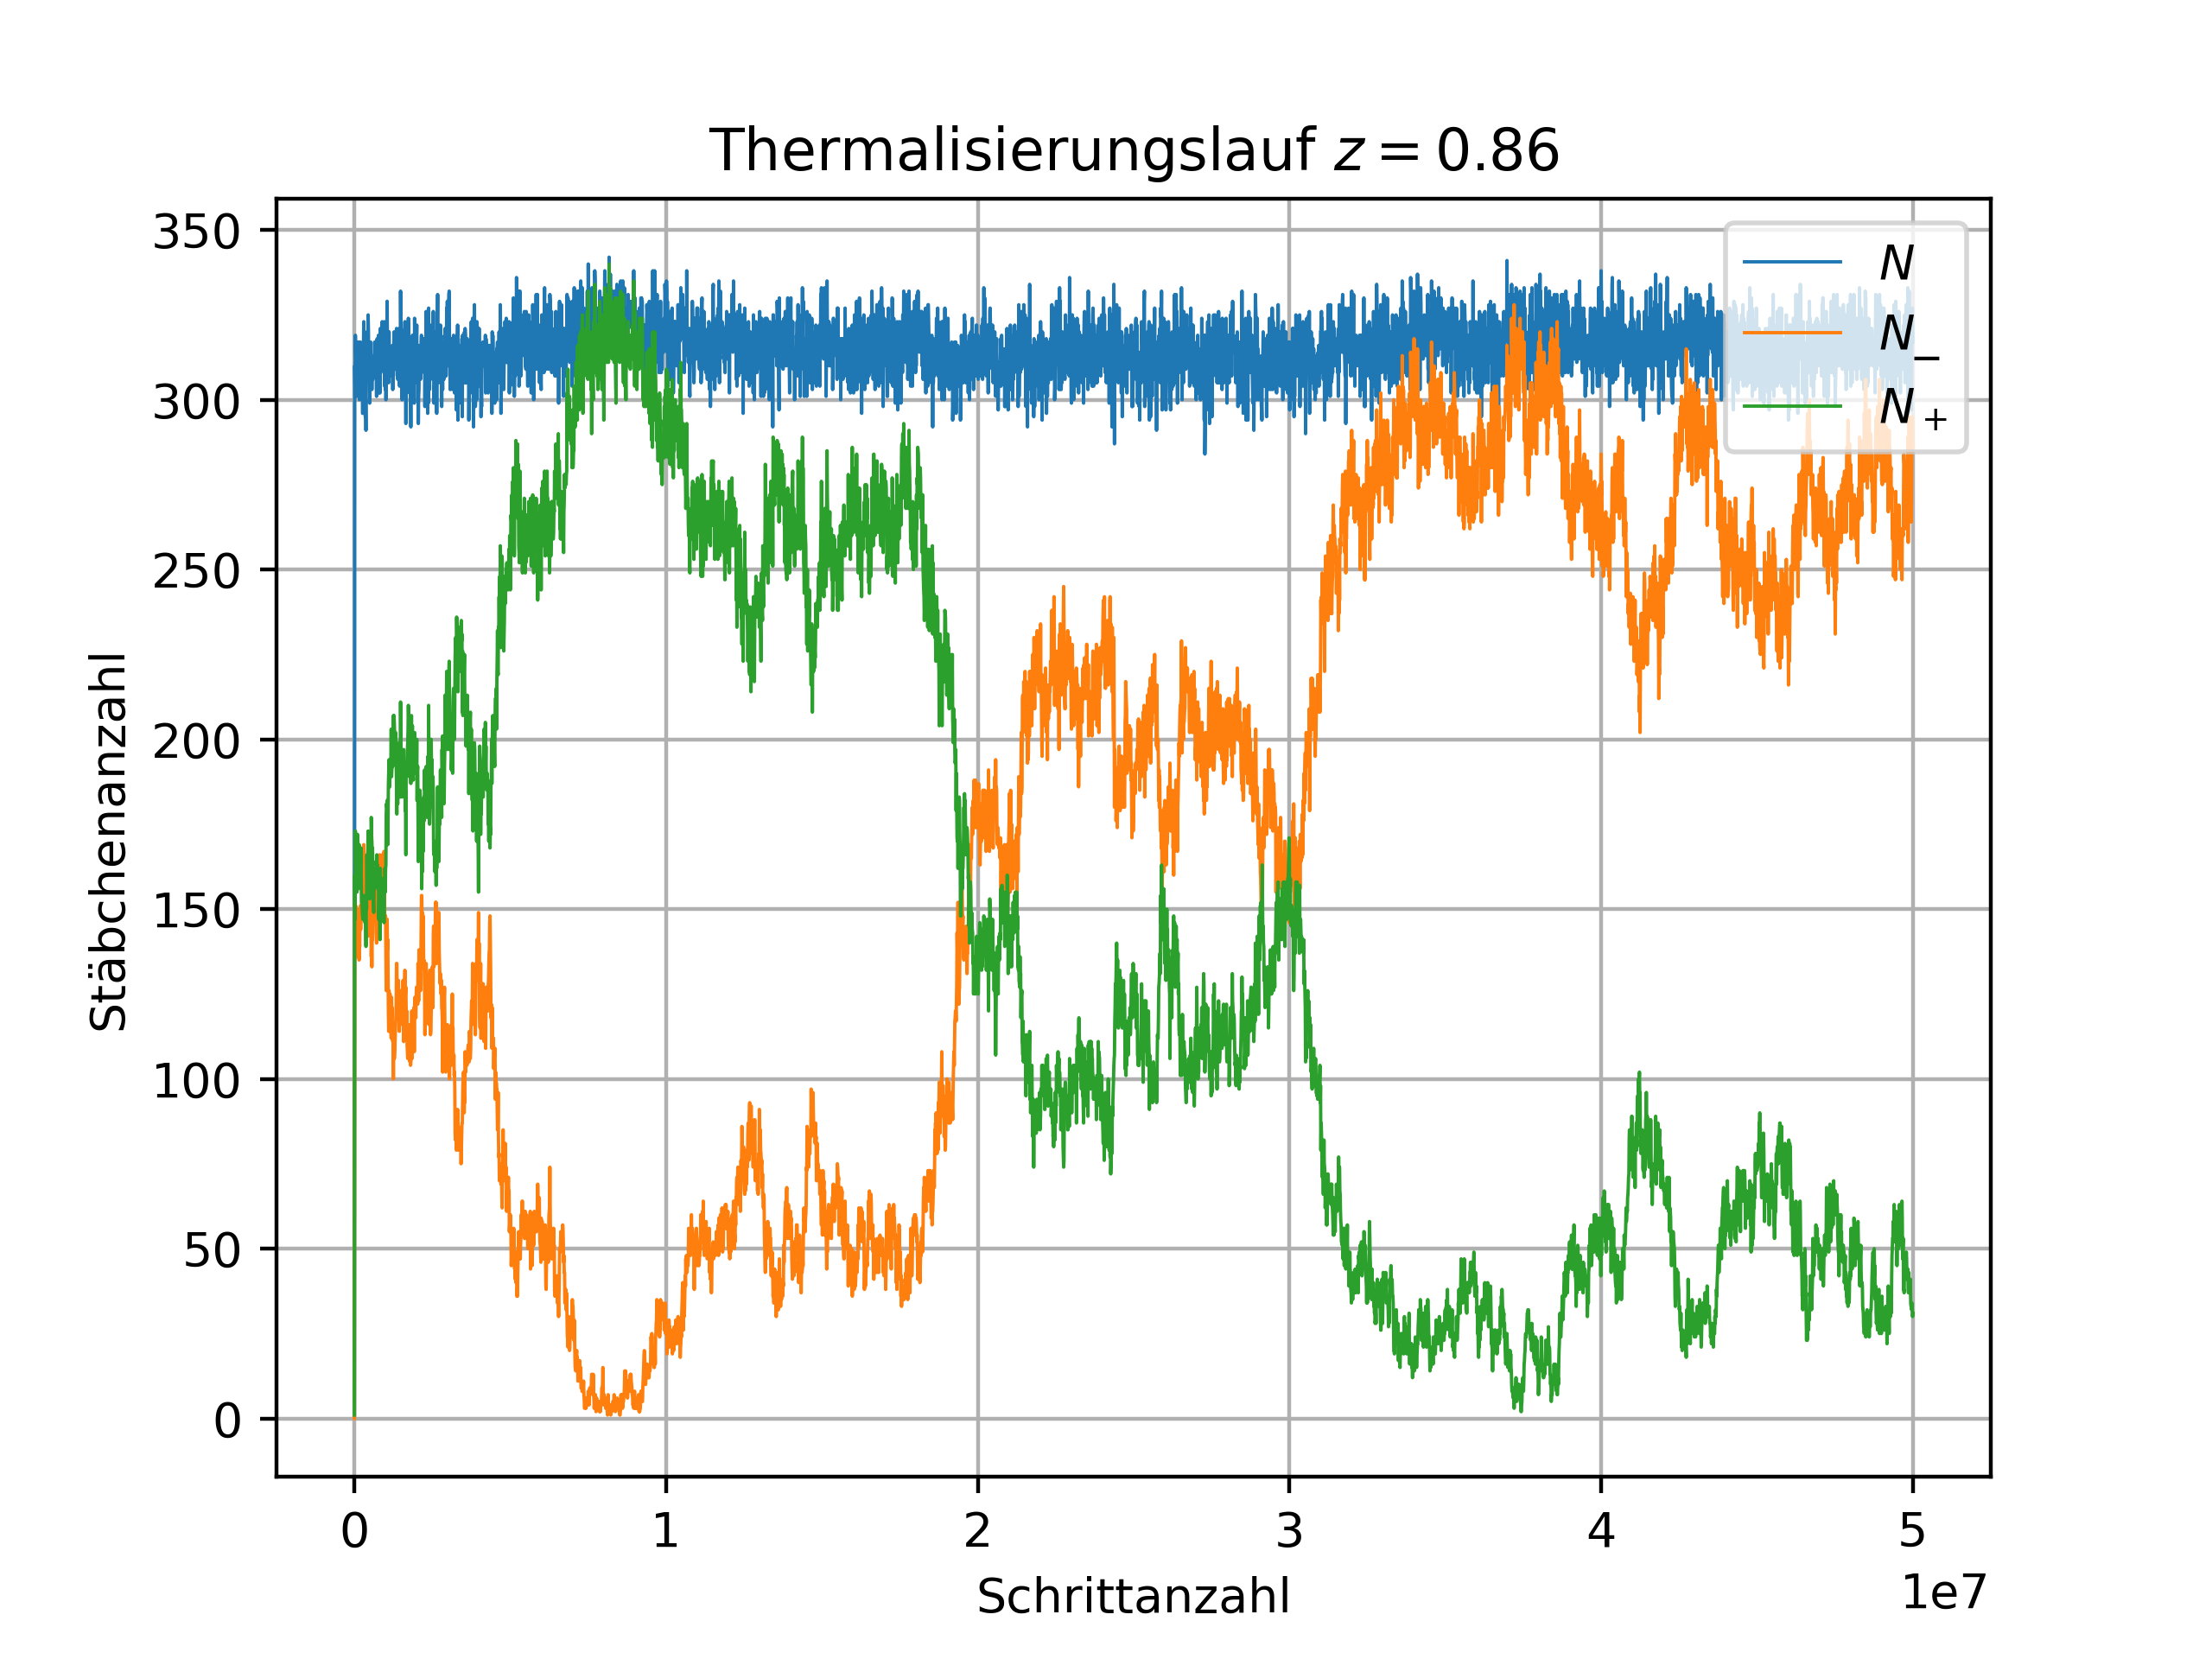 Thermalisierungslauf z = 0.86
Stäbchenanzahl
350
300
250
200
150
100
50
0
N
N−
N+
0 1 2 3 4 5
1e7
Schrittanzahl